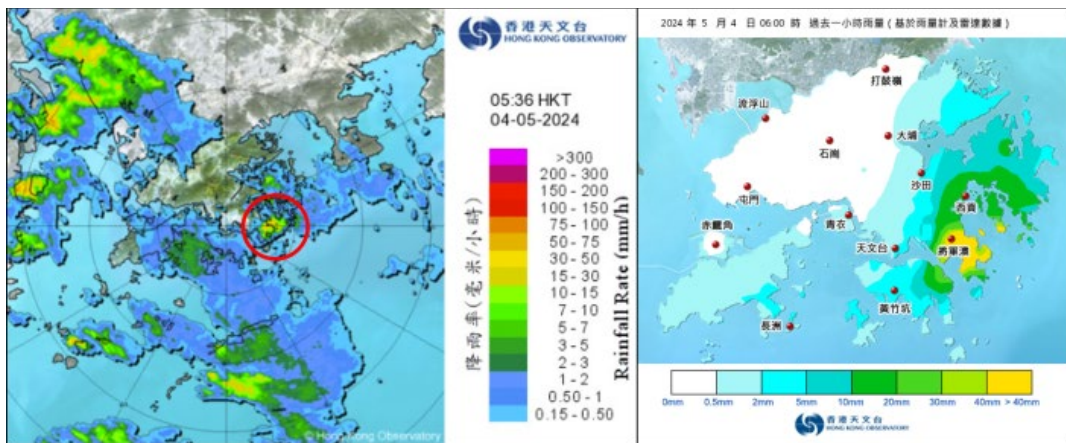 © Hong Kong Observatory
香港天文台
HONG KONG OBSERVATORY
05:36 HKT
04-05-2024
降雨率(毫米/小時)
Rainfall Rate (mm/h)
>300
200 - 300
150 - 200
100 - 150
75 - 100
50 - 75
30 - 50
15 - 30
10 - 15
7 - 10
5 - 7
3 - 5
2 - 3
1 - 2
0.50 - 1
0.15 - 0.50
2024 年 5 月 4 日 06:00 時 過去一小時雨量 ( 基於雨量計及雷達數據 )
打鼓嶺
流浮山
大埔
石崗
沙田
屯門
西貢
赤鱲角
青衣
天文台
將軍澳
黃竹坑
長洲
0mm 0.5mm 2mm 5mm 10mm 20mm 30mm 40mm > 40mm
香港天文台
HONG KONG OBSERVATORY